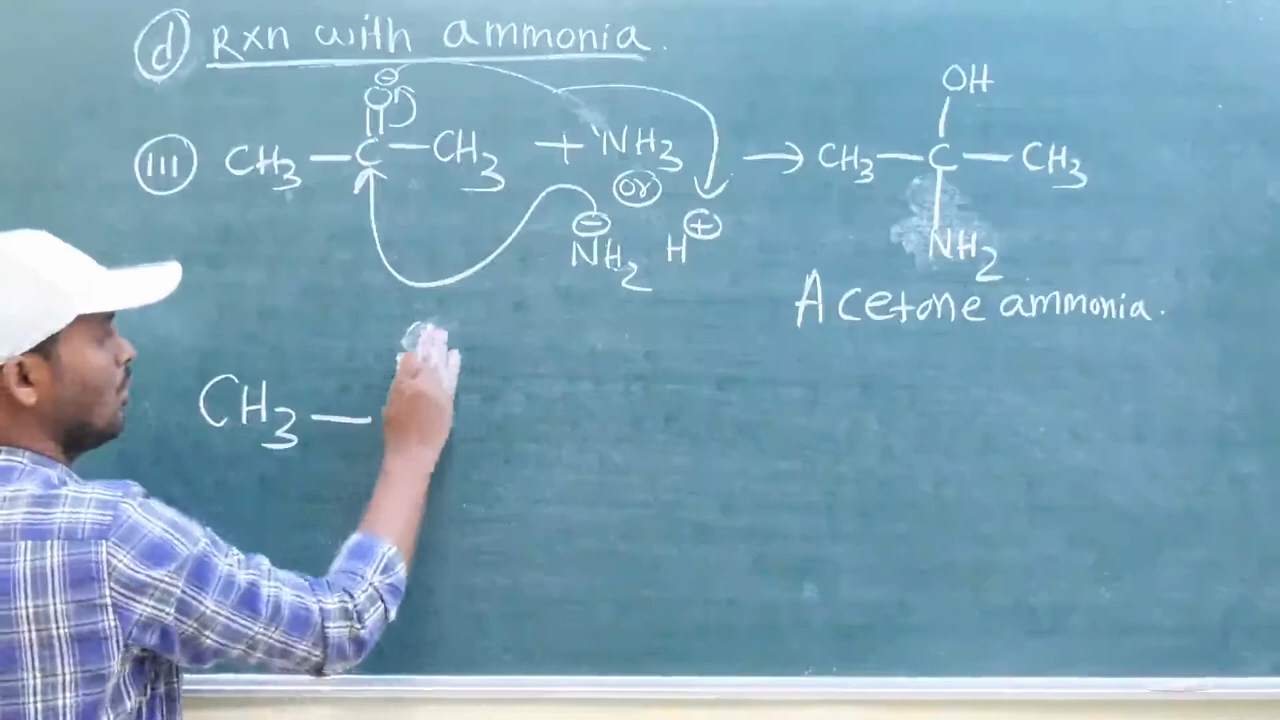 (d) Rxn with ammonia.
⊖ OH
O
(III) CH3 — C — CH3 + NH3 → CH3 — C — CH3
(or)
⊖NH2 H⊕ NH2
Acetone ammonia.
CH3 —